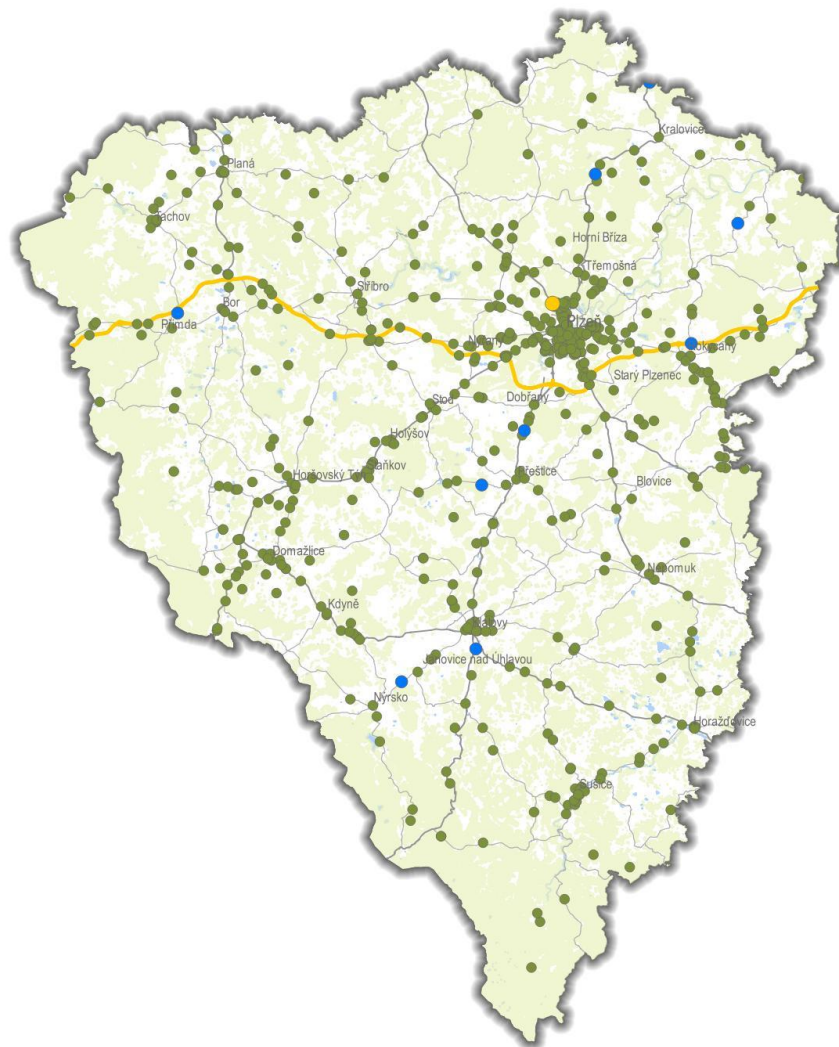 Kralovice
Planá
Tachov
Horní Bříza
Třemošná
Stříbro
Bor
Přimda
Plzeň
Nýřany
Rokycany
Starý Plzenec
Dobřany
Stod
Holýšov
Staňkov
Horšovský Týn
Přeštice
Blovice
Domažlice
Nepomuk
Kdyně
Klatovy
Janovice nad Úhlavou
Nýrsko
Horažďovice
Sušice